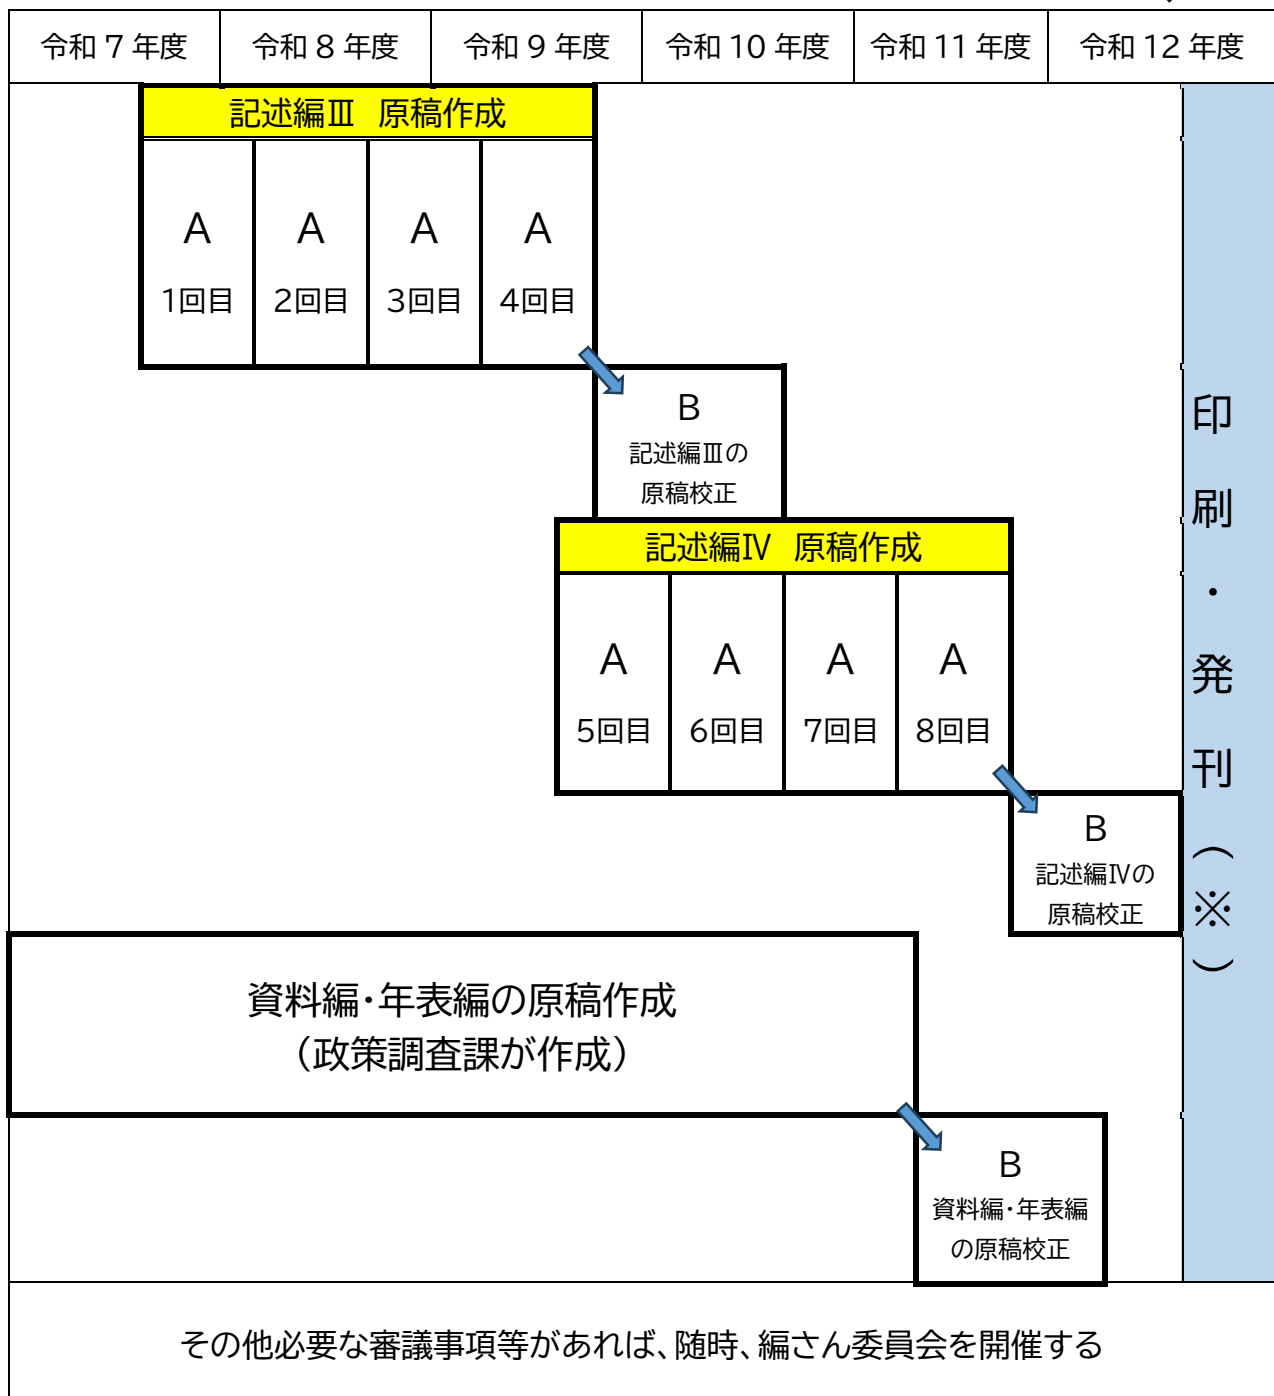 令和7年度 令和8年度 令和9年度 令和10年度 令和11年度 令和12年度
記述編Ⅲ 原稿作成
A A A A
1回目 2回目 3回目 4回目
B
記述編Ⅲの
原稿校正
記述編Ⅳ 原稿作成
A A A A
5回目 6回目 7回目 8回目
B
記述編Ⅳの
原稿校正
資料編・年表編の原稿作成
（政策調査課が作成）
B
資料編・年表編
の原稿校正
印刷・発刊（※）
その他必要な審議事項等があれば、随時、編さん委員会を開催する